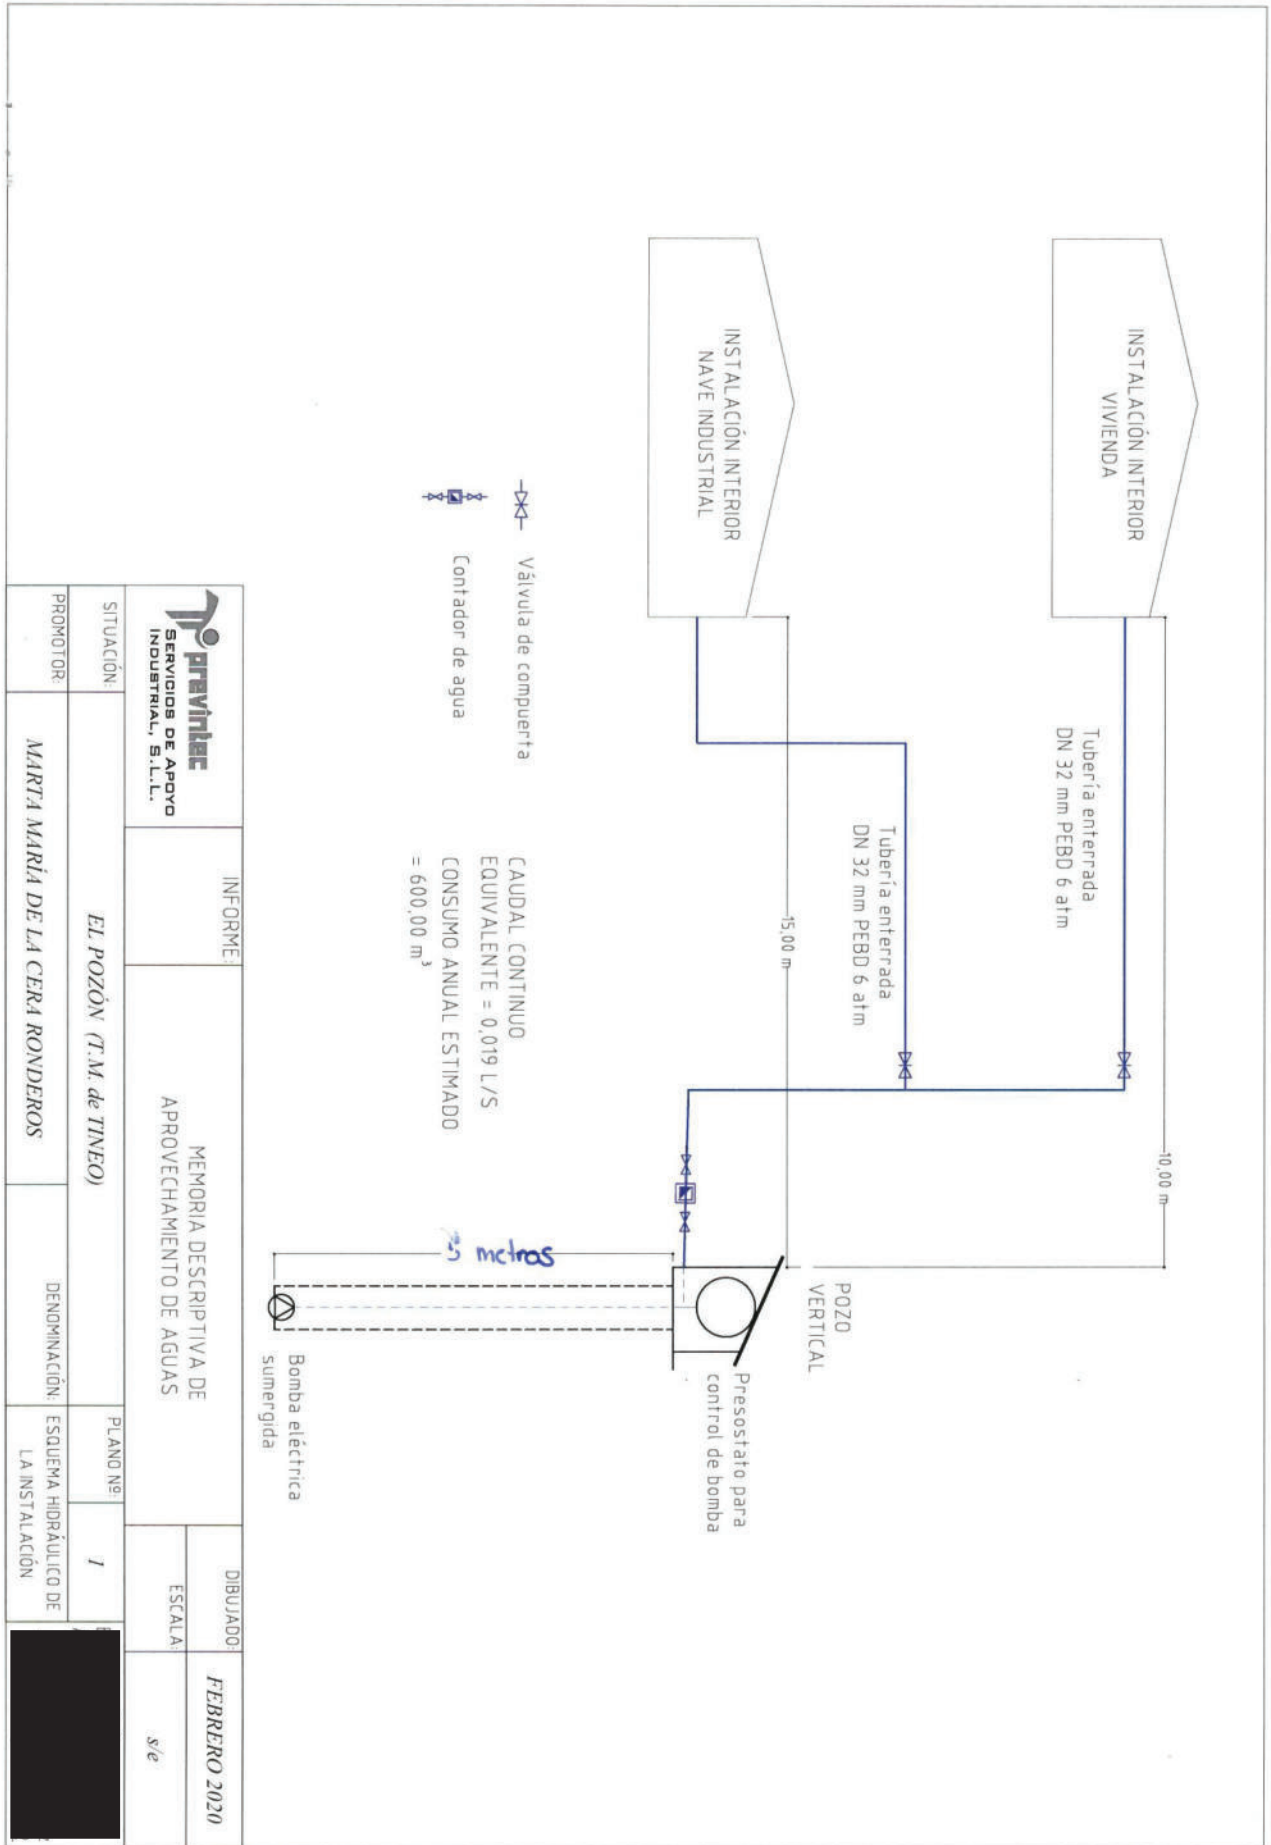 INSTALACIÓN INTERIOR
VIVIENDA
Tubería enterrada
DN 32 mm PEBD 6 atm
10,00 m
INSTALACIÓN INTERIOR
NAVE INDUSTRIAL
Tubería enterrada
DN 32 mm PEBD 6 atm
15,00 m
POZO
VERTICAL
Presostato para
control de bomba
metros
Bomba eléctrica
sumergida
Válvula de compuerta
Contador de agua
CAUDAL CONTINUO
EQUIVALENTE = 0,019 L/S
CONSUMO ANUAL ESTIMADO
= 600,00 m³
previntec
SERVICIOS DE APOYO
INDUSTRIAL, S.L.L.
INFORME:
MEMORIA DESCRIPTIVA DE
APROVECHAMIENTO DE AGUAS
DIBUJADO:
FEBRERO 2020
ESCALA:
s/e
SITUACIÓN:
EL POZÓN (T.M. de TINEO)
PLANO Nº:
1
PROMOTOR:
MARTA MARÍA DE LA CERA RONDEROS
DENOMINACIÓN:
ESQUEMA HIDRÁULICO DE
LA INSTALACIÓN